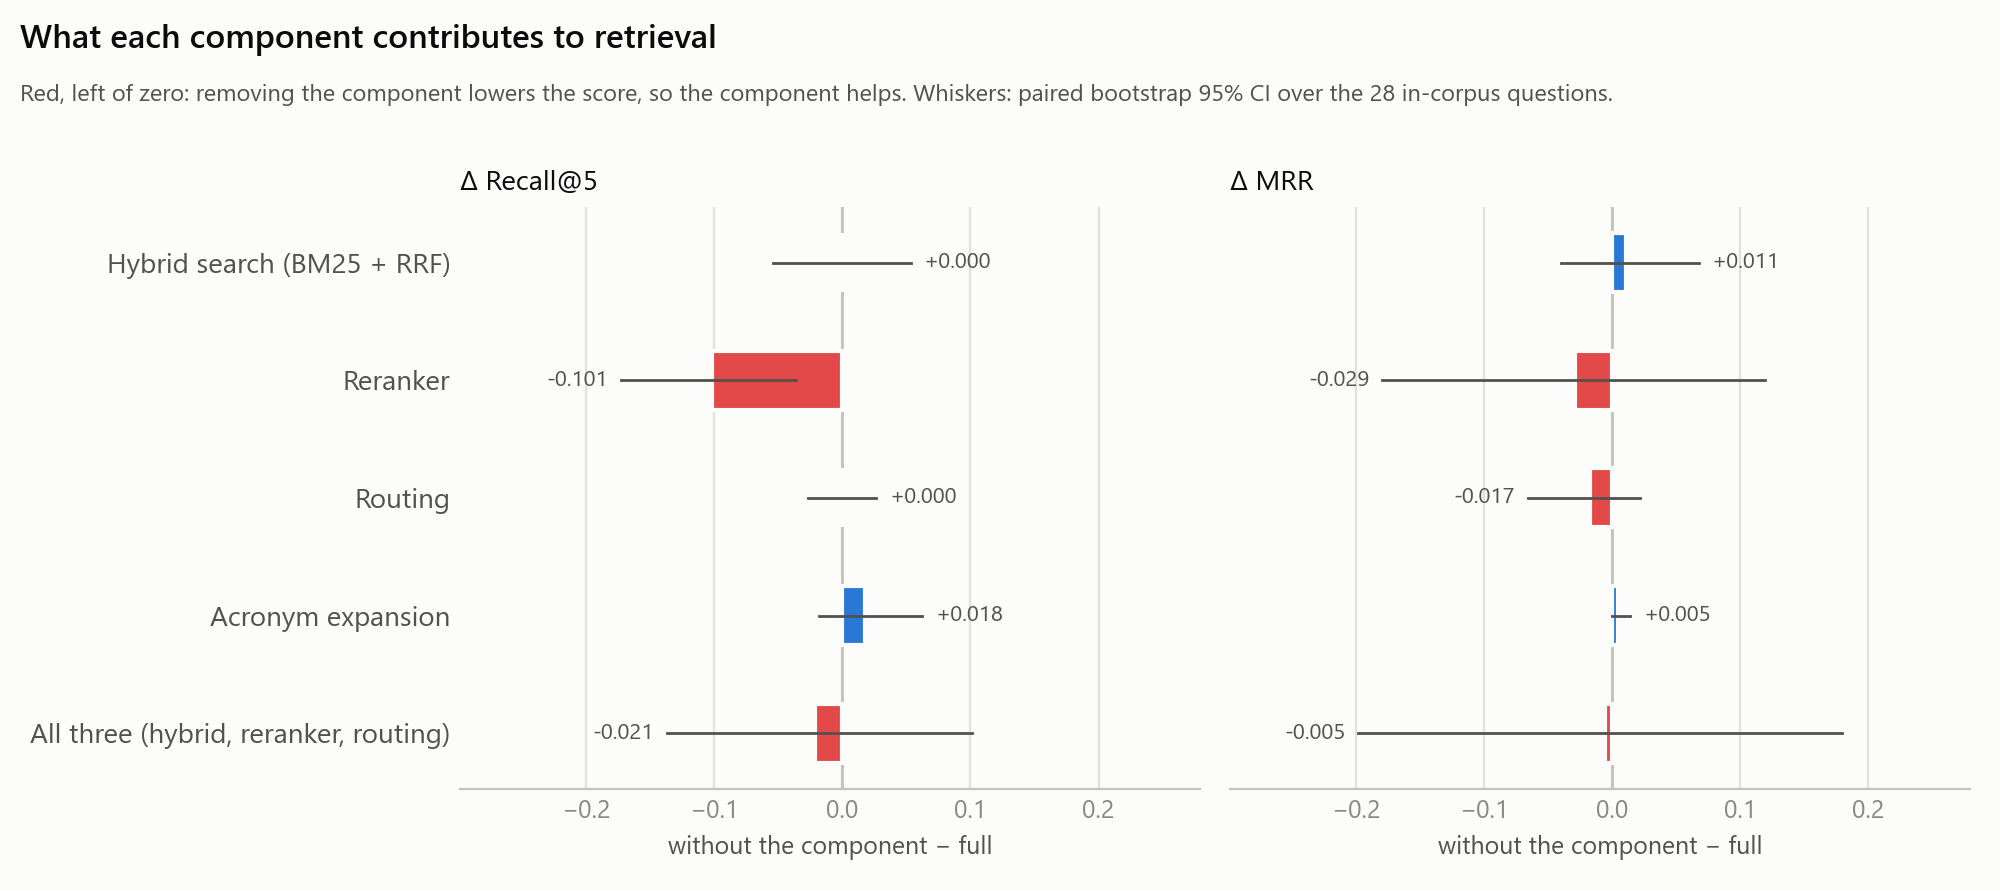 What each component contributes to retrieval
Red, left of zero: removing the component lowers the score, so the component helps. Whiskers: paired bootstrap 95% CI over the 28 in-corpus questions.
Δ Recall@5
Δ MRR
Hybrid search (BM25 + RRF)
+0.000
+0.011
Reranker
-0.101
-0.029
Routing
+0.000
-0.017
Acronym expansion
+0.018
+0.005
All three (hybrid, reranker, routing)
-0.021
-0.005
−0.2 −0.1 0.0 0.1 0.2
−0.2 −0.1 0.0 0.1 0.2
without the component − full
without the component − full